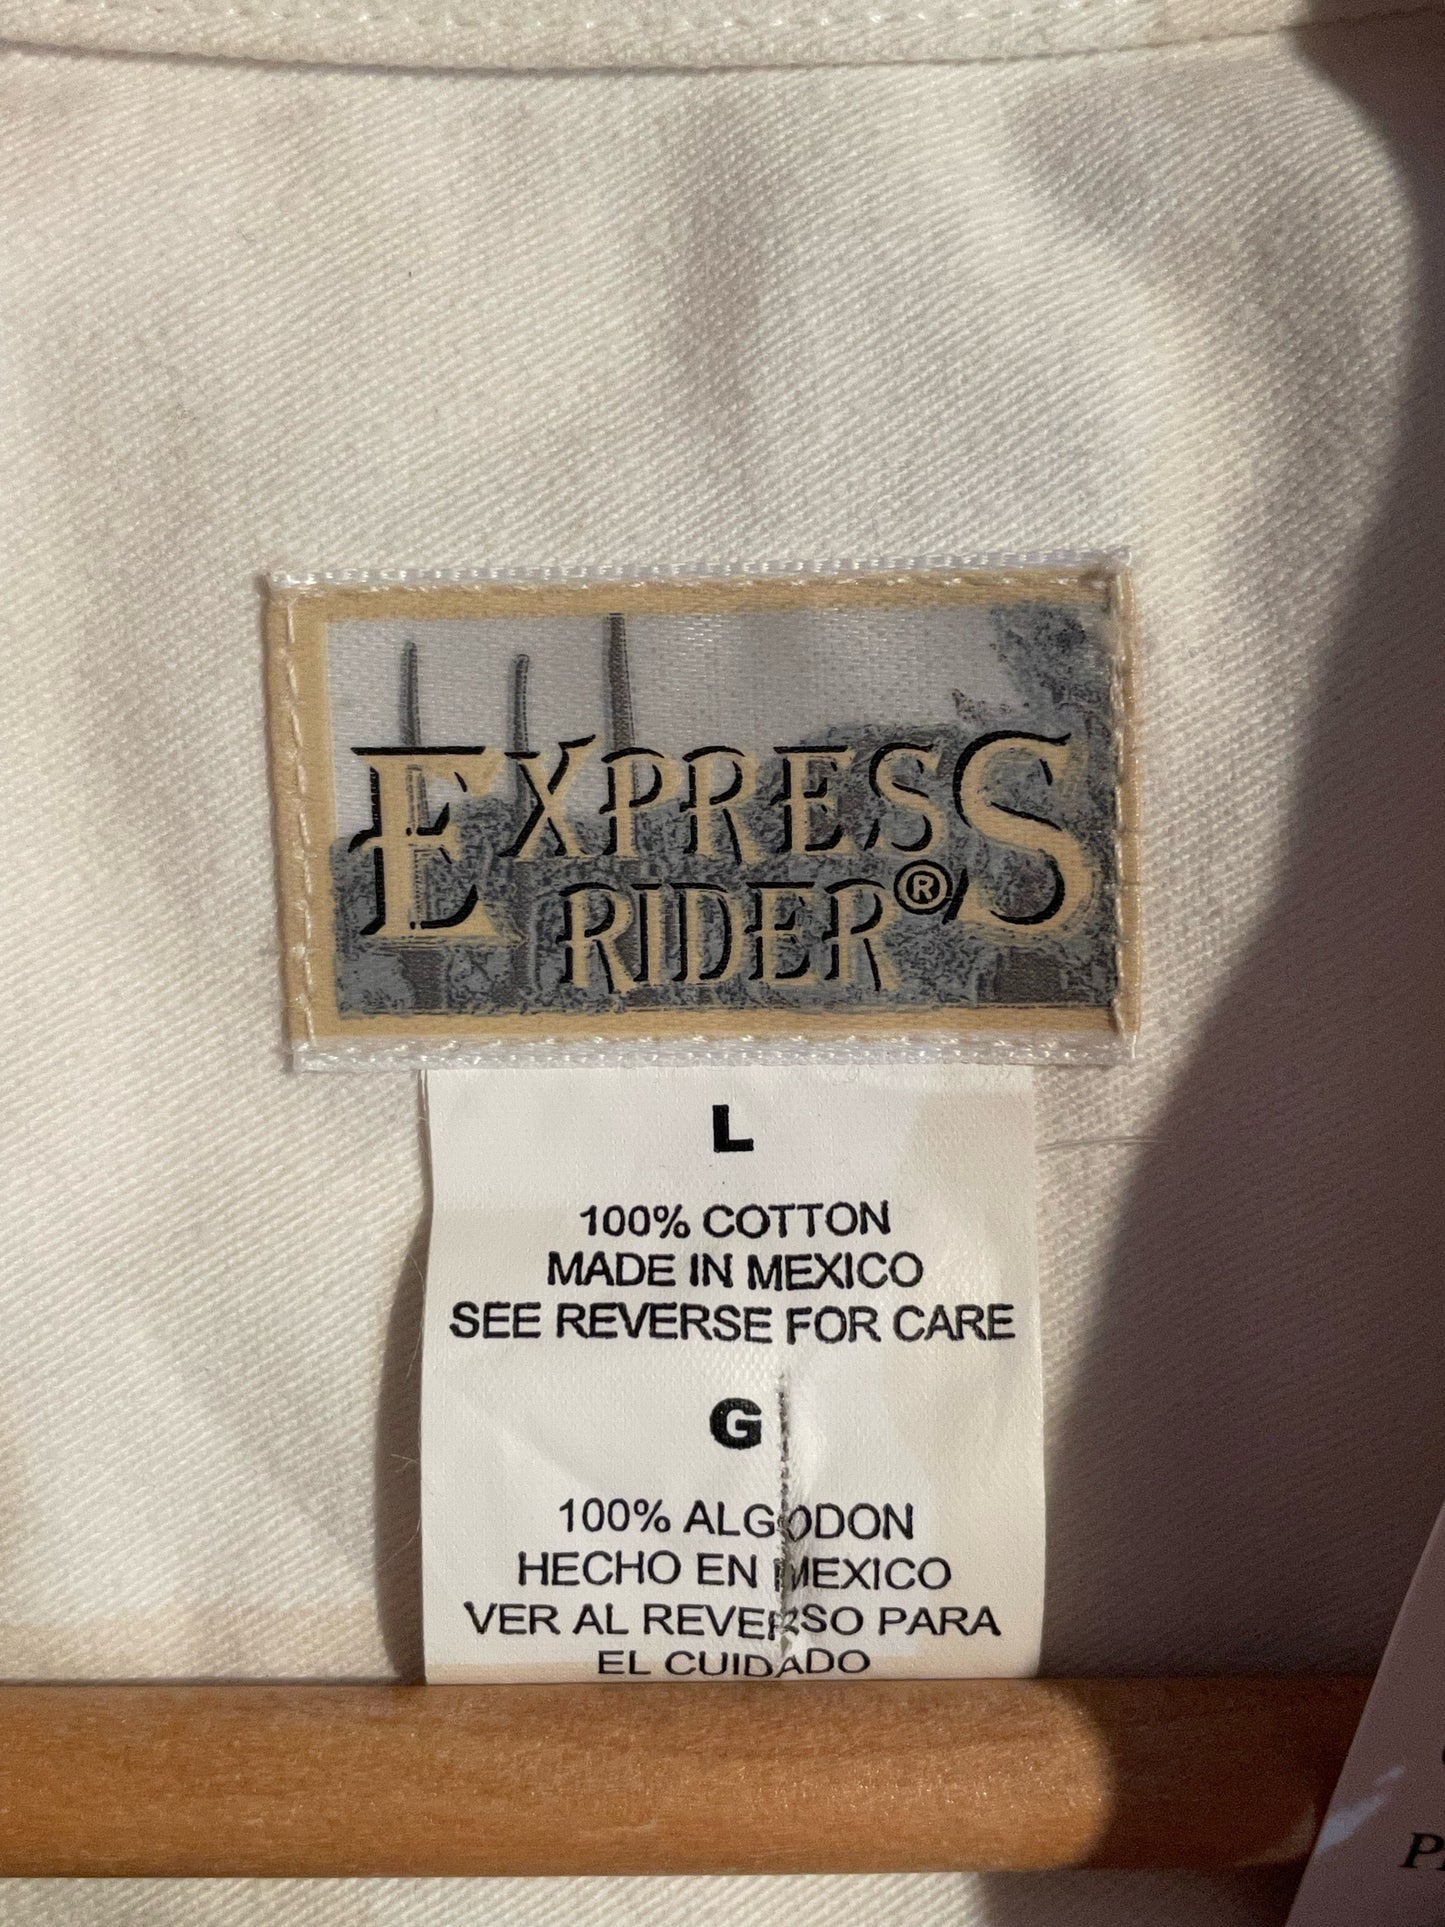 EXPRESS
RIDER®
L
100% COTTON
MADE IN MEXICO
SEE REVERSE FOR CARE
G
100% ALGODON
HECHO EN MEXICO
VER AL REVERSO PARA
EL CUIDADO